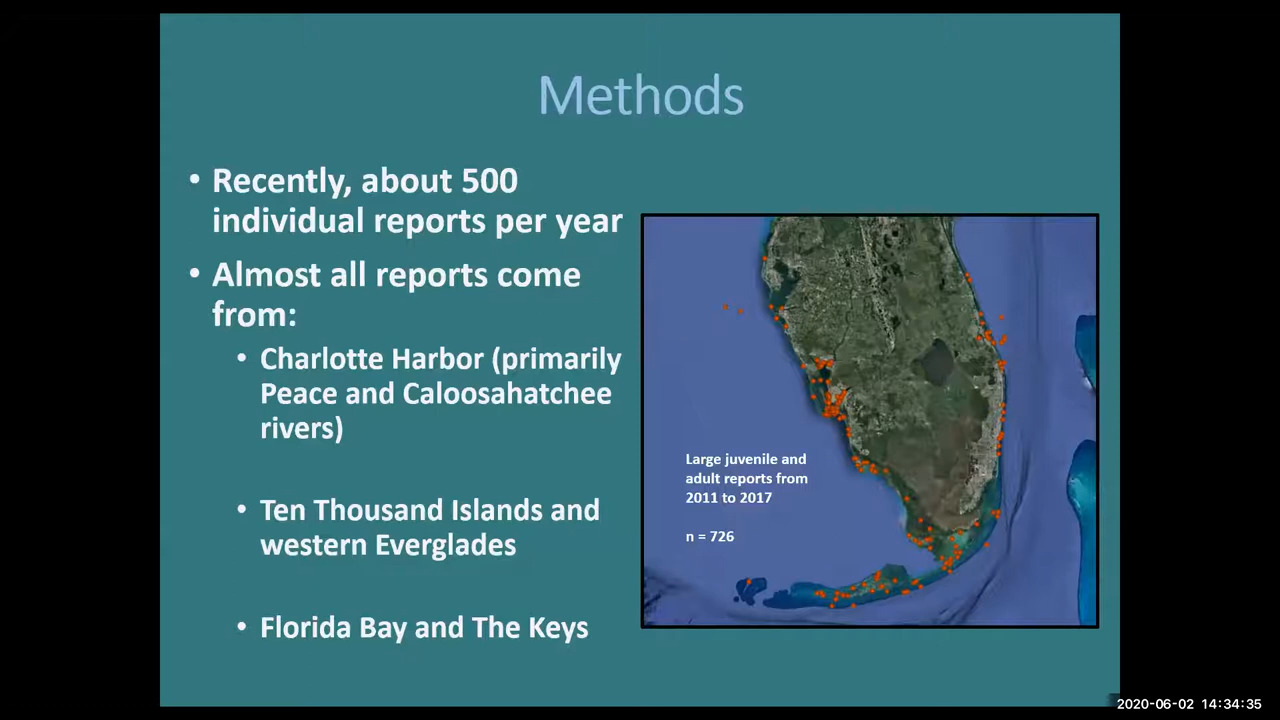 Methods
• Recently, about 500
individual reports per year
• Almost all reports come
from:
• Charlotte Harbor (primarily
Peace and Caloosahatchee
rivers)
• Ten Thousand Islands and
western Everglades
• Florida Bay and The Keys
Large juvenile and
adult reports from
2011 to 2017
n = 726
2020-06-02 14:34:35